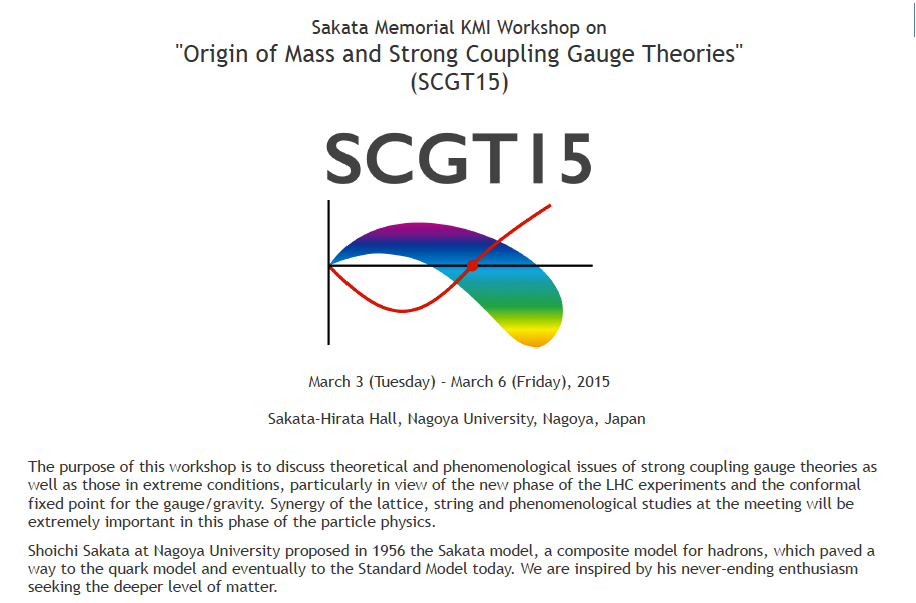 Sakata Memorial KMI Workshop on
"Origin of Mass and Strong Coupling Gauge Theories"
(SCGT15)
SCGT15
March 3 (Tuesday) - March 6 (Friday), 2015
Sakata-Hirata Hall, Nagoya University, Nagoya, Japan
The purpose of this workshop is to discuss theoretical and phenomenological issues of strong coupling gauge theories as
well as those in extreme conditions, particularly in view of the new phase of the LHC experiments and the conformal
fixed point for the gauge/gravity. Synergy of the lattice, string and phenomenological studies at the meeting will be
extremely important in this phase of the particle physics.
Shoichi Sakata at Nagoya University proposed in 1956 the Sakata model, a composite model for hadrons, which paved a
way to the quark model and eventually to the Standard Model today. We are inspired by his never-ending enthusiasm
seeking the deeper level of matter.